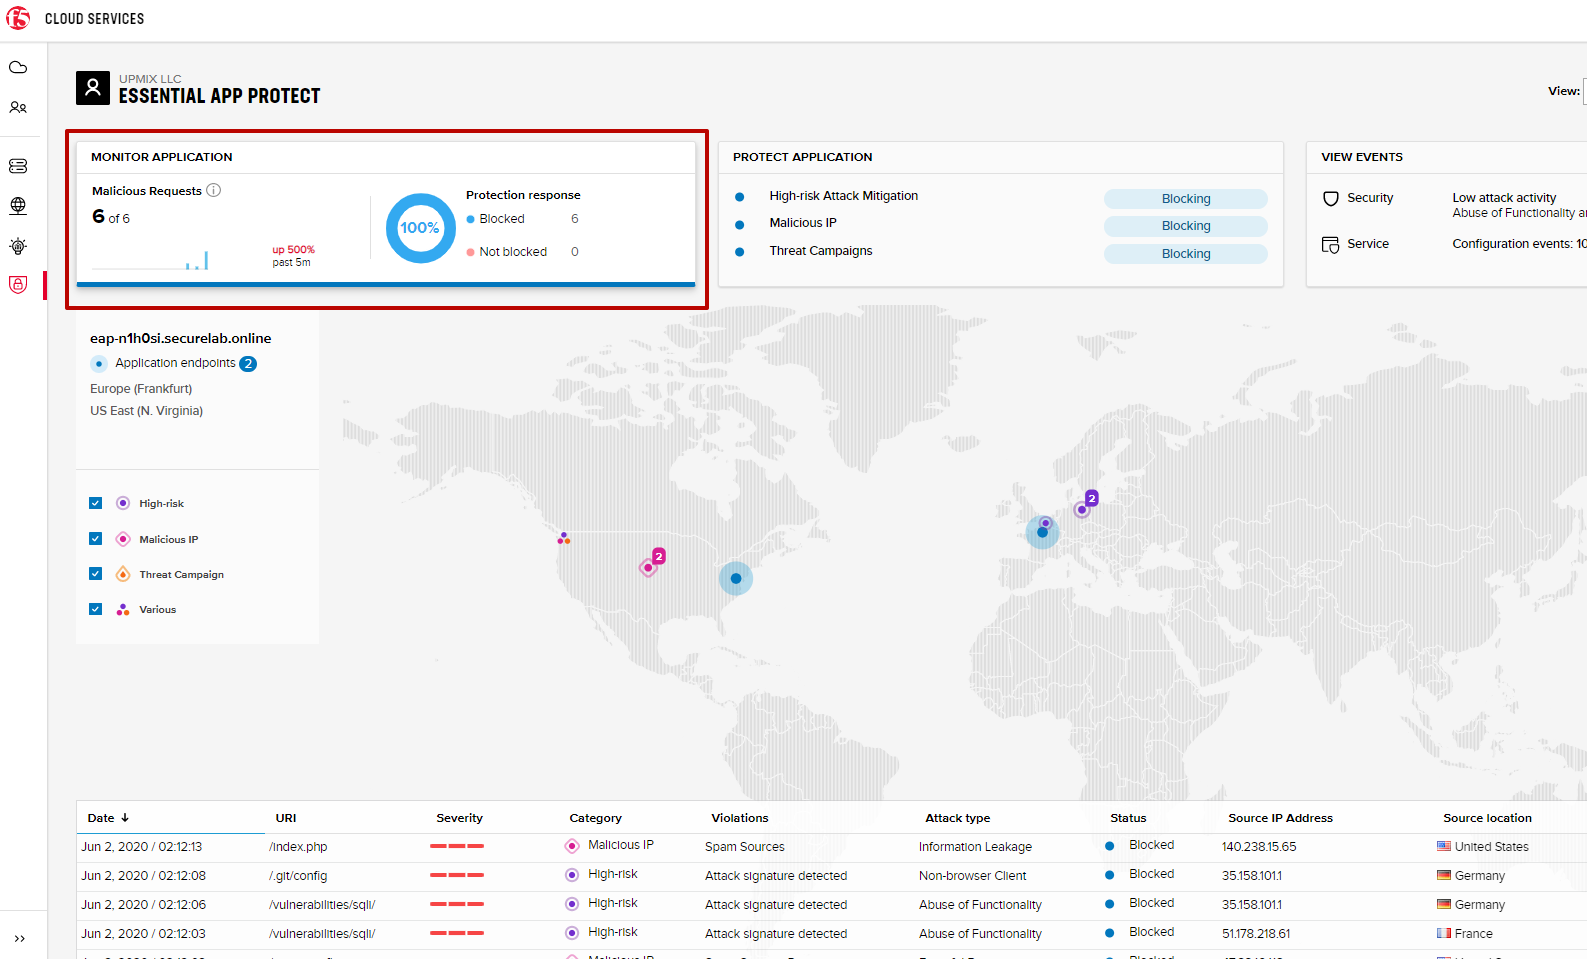 f5 CLOUD SERVICES
UPMIX LLC
ESSENTIAL APP PROTECT
View:
MONITOR APPLICATION
Malicious Requests i
6 of 6
up 500%
past 5m
100%
Protection response
Blocked 6
Not blocked 0
PROTECT APPLICATION
High-risk Attack Mitigation Blocking
Malicious IP Blocking
Threat Campaigns Blocking
VIEW EVENTS
Security Low attack activity
Abuse of Functionality
Service Configuration events: 10
eap-n1h0si.securelab.online
Application endpoints 2
Europe (Frankfurt)
US East (N. Virginia)
High-risk
Malicious IP
Threat Campaign
Various
2
2
Date ↓ URI Severity Category Violations Attack type Status Source IP Address Source location
Jun 2, 2020 / 02:12:13 /index.php Malicious IP Spam Sources Information Leakage Blocked 140.238.15.65 United States
Jun 2, 2020 / 02:12:08 /.git/config High-risk Attack signature detected Non-browser Client Blocked 35.158.101.1 Germany
Jun 2, 2020 / 02:12:06 /vulnerabilities/sqli/ High-risk Attack signature detected Abuse of Functionality Blocked 35.158.101.1 Germany
Jun 2, 2020 / 02:12:03 /vulnerabilities/sqli/ High-risk Attack signature detected Abuse of Functionality Blocked 51.178.218.61 France